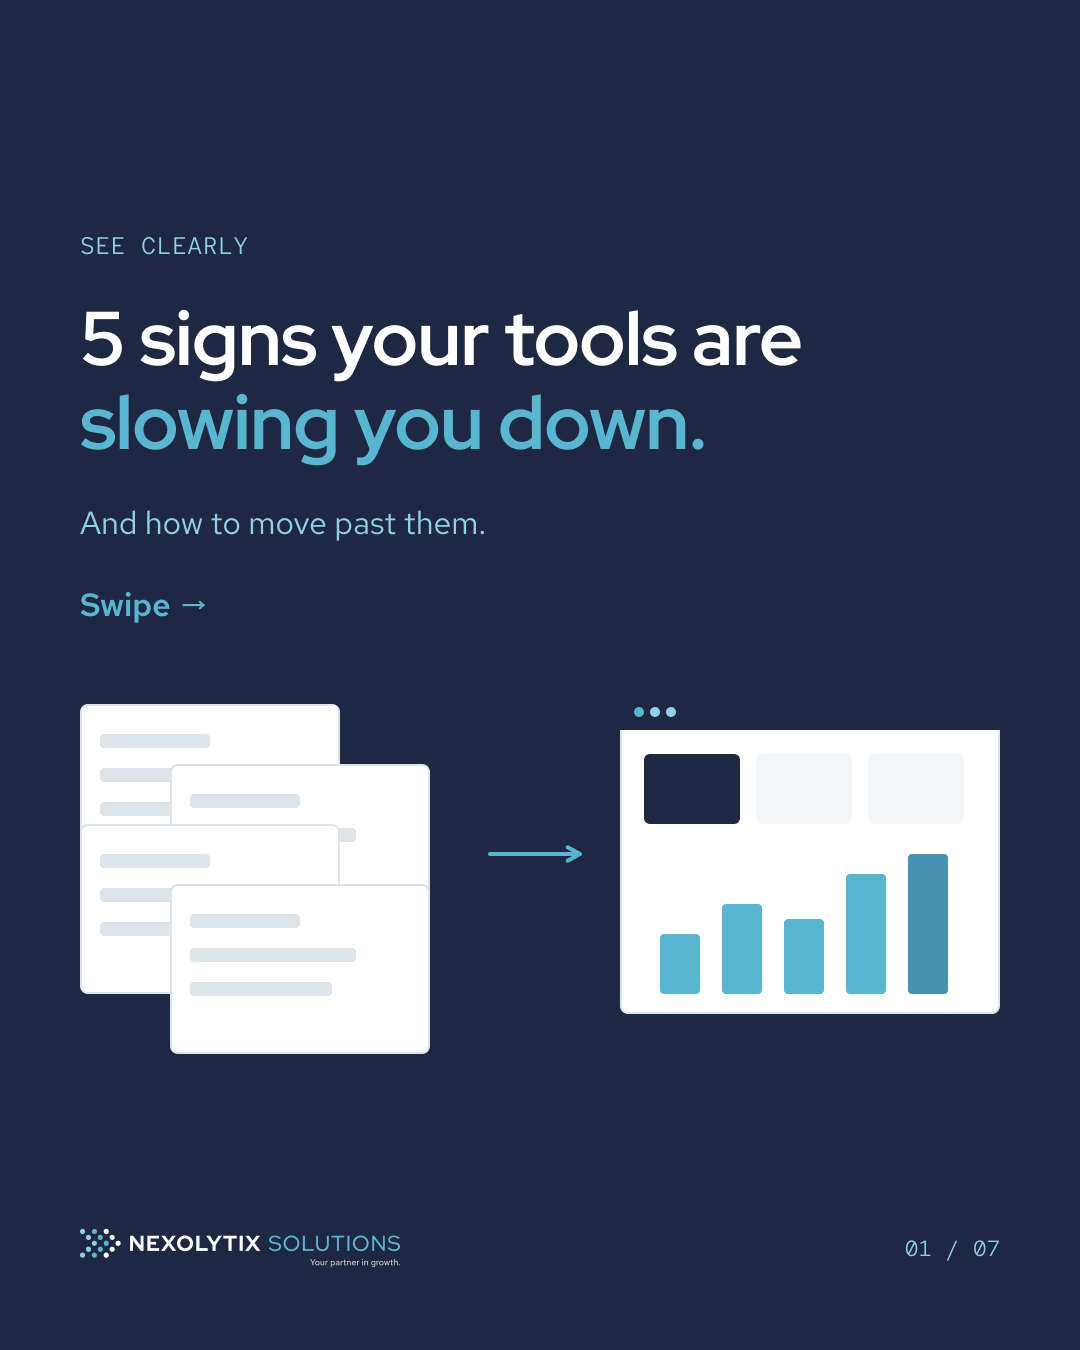 SEE CLEARLY
5 signs your tools are
slowing you down.
And how to move past them.
Swipe →
NEXOLYTIX SOLUTIONS
Your partner in growth.
01 / 07